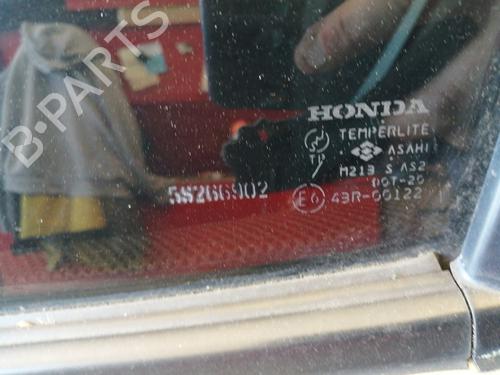 B-PARTS
HONDA
TEMPERLITE
ASAHI
M213 S AS2
DOT-20
43R-00122
5S266902